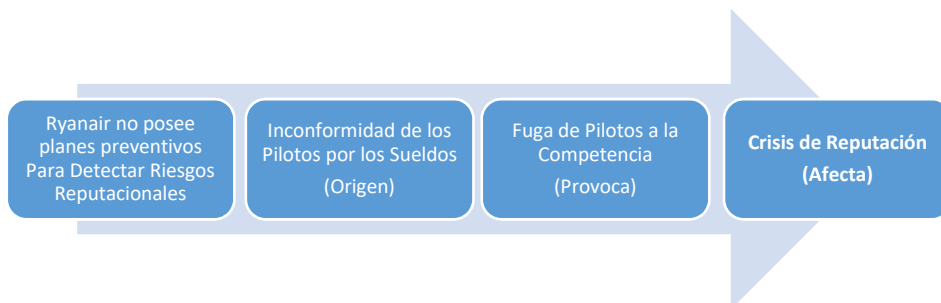 Ryanair no posee
planes preventivos
Para Detectar Riesgos
Reputacionales
Inconformidad de los
Pilotos por los Sueldos
(Origen)
Fuga de Pilotos a la
Competencia
(Provoca)
Crisis de Reputación
(Afecta)